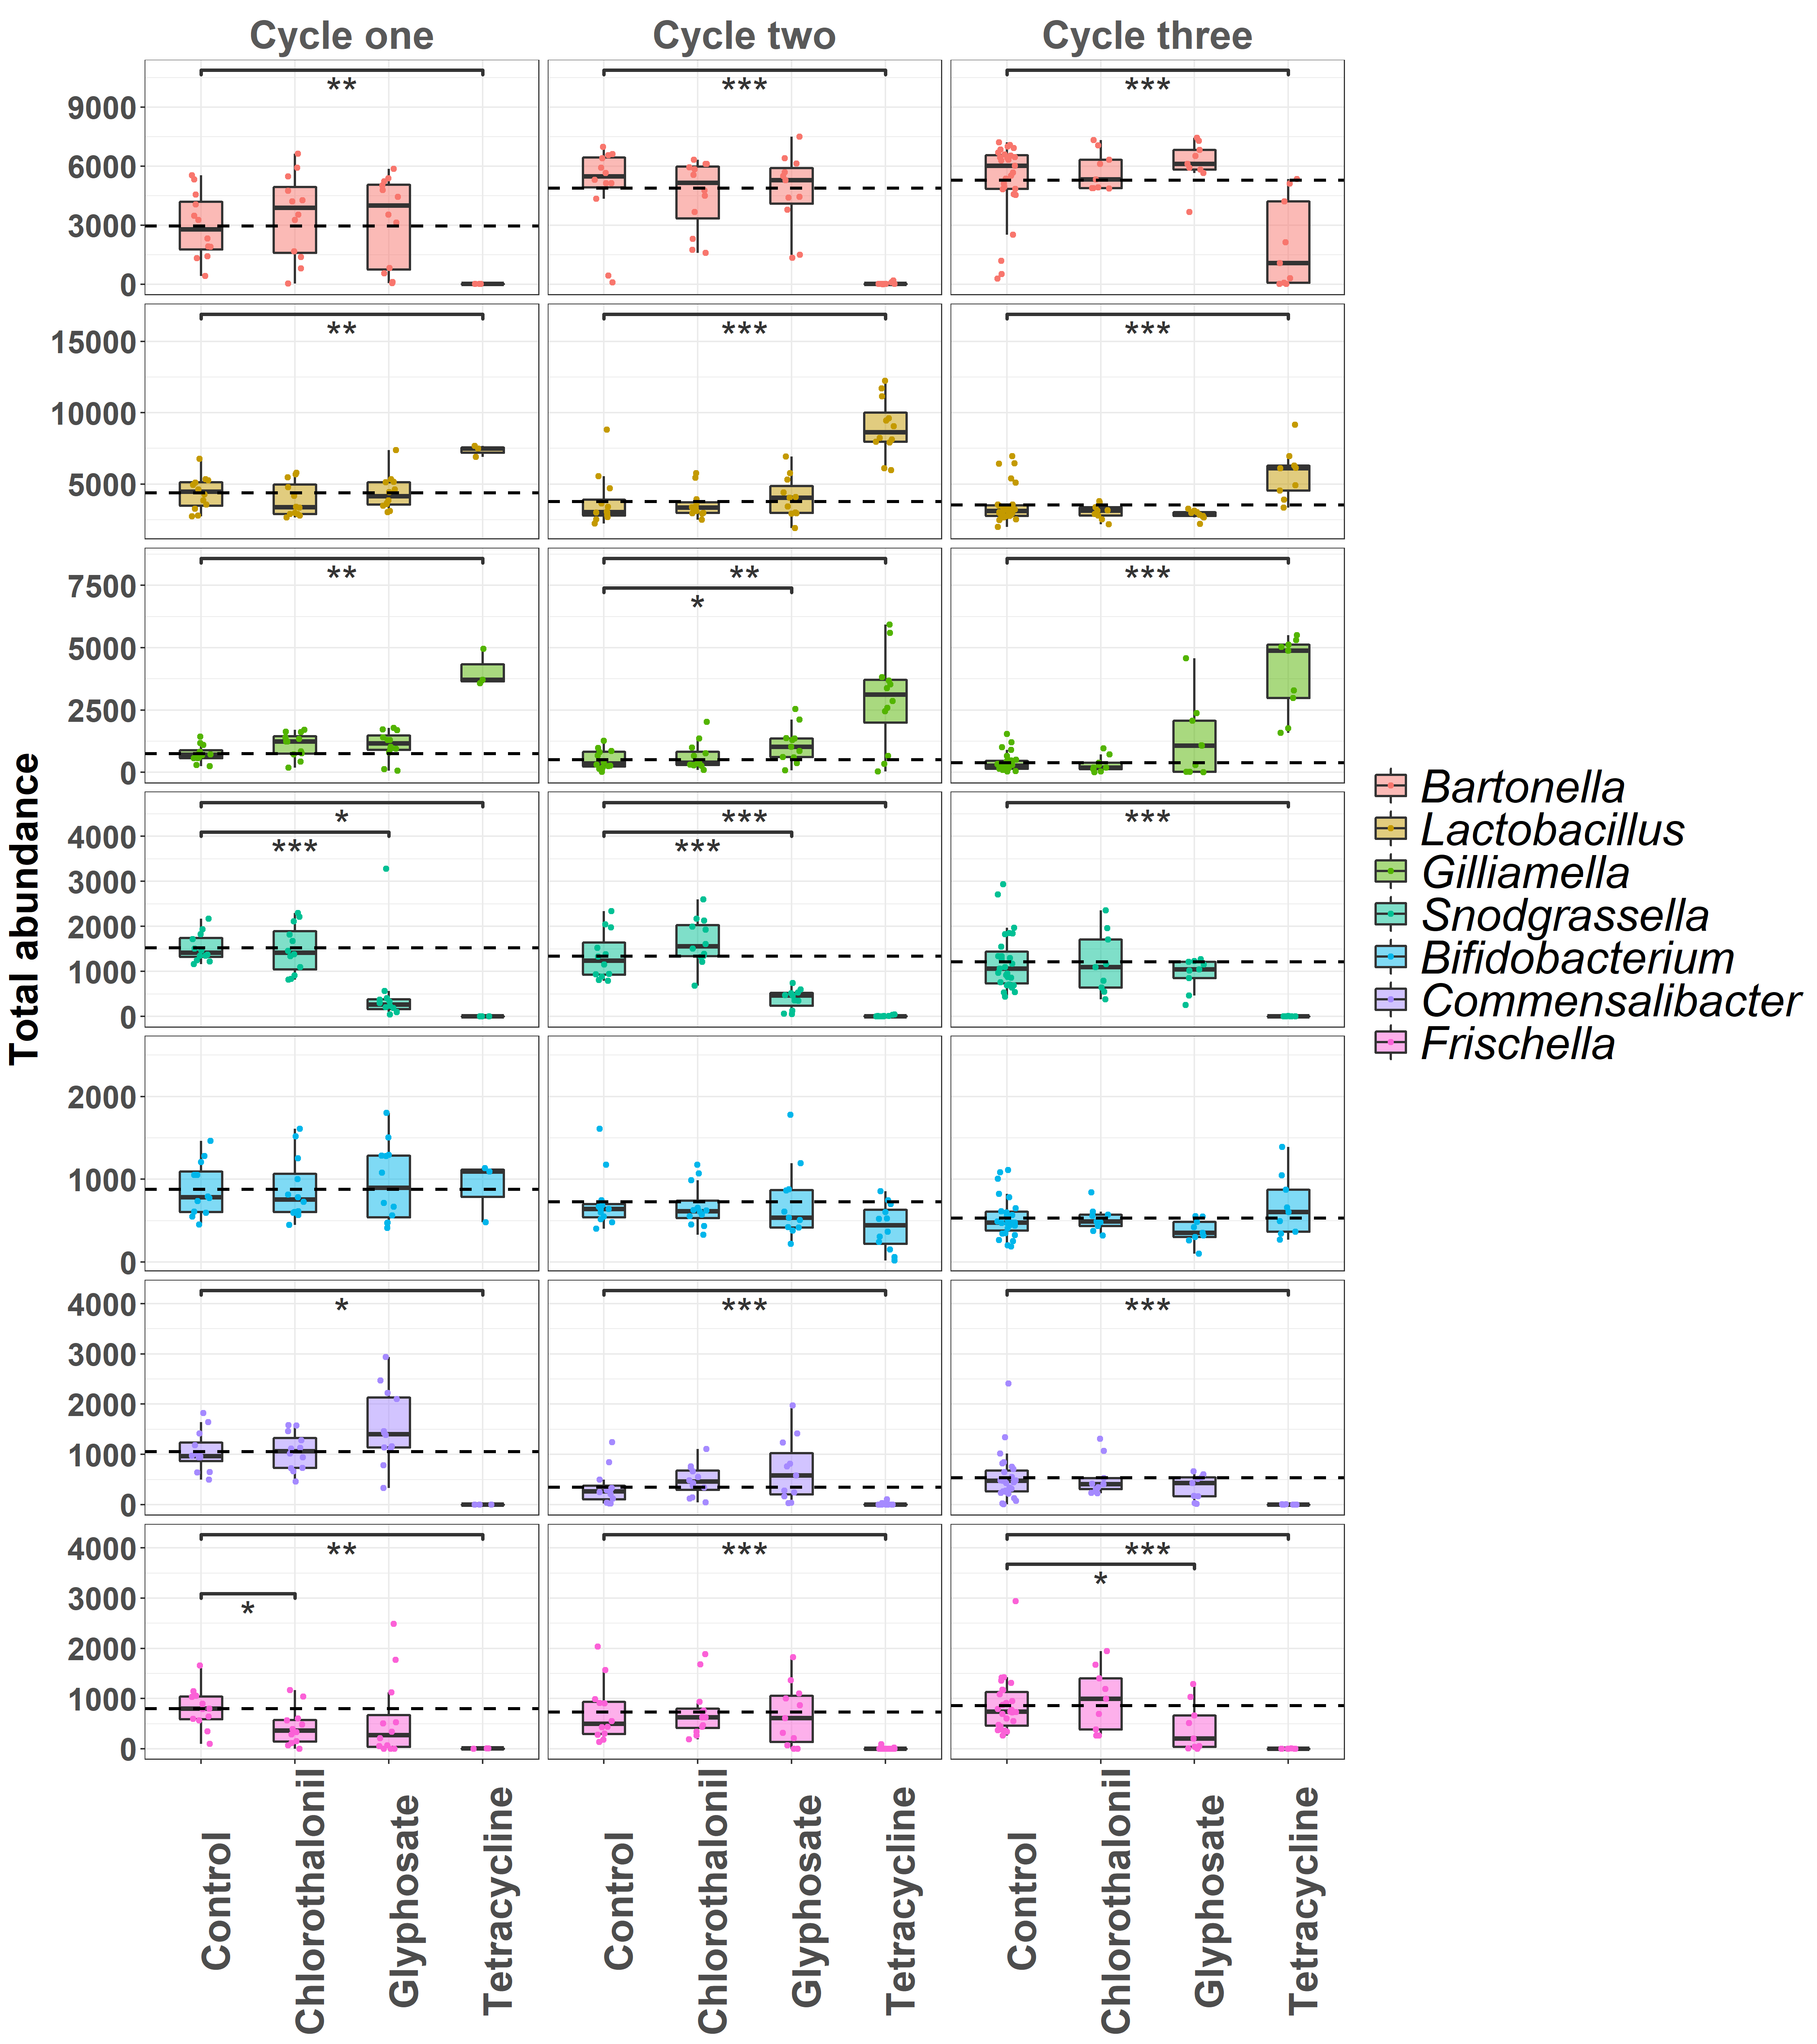 Cycle one Cycle two Cycle three
** *** ***
9000
6000
3000
0
** *** ***
15000
10000
5000
** ** ***
*
7500
5000
2500
0
* *** ***
*** ***
4000
3000
2000
1000
0
2000
1000
0
* *** ***
4000
3000
2000
1000
0
** *** ***
* *
4000
3000
2000
1000
0
Total abundance
Control Chlorothalonil Glyphosate Tetracycline Control Chlorothalonil Glyphosate Tetracycline Control Chlorothalonil Glyphosate Tetracycline
Bartonella
Lactobacillus
Gilliamella
Snodgrassella
Bifidobacterium
Commensalibacter
Frischella